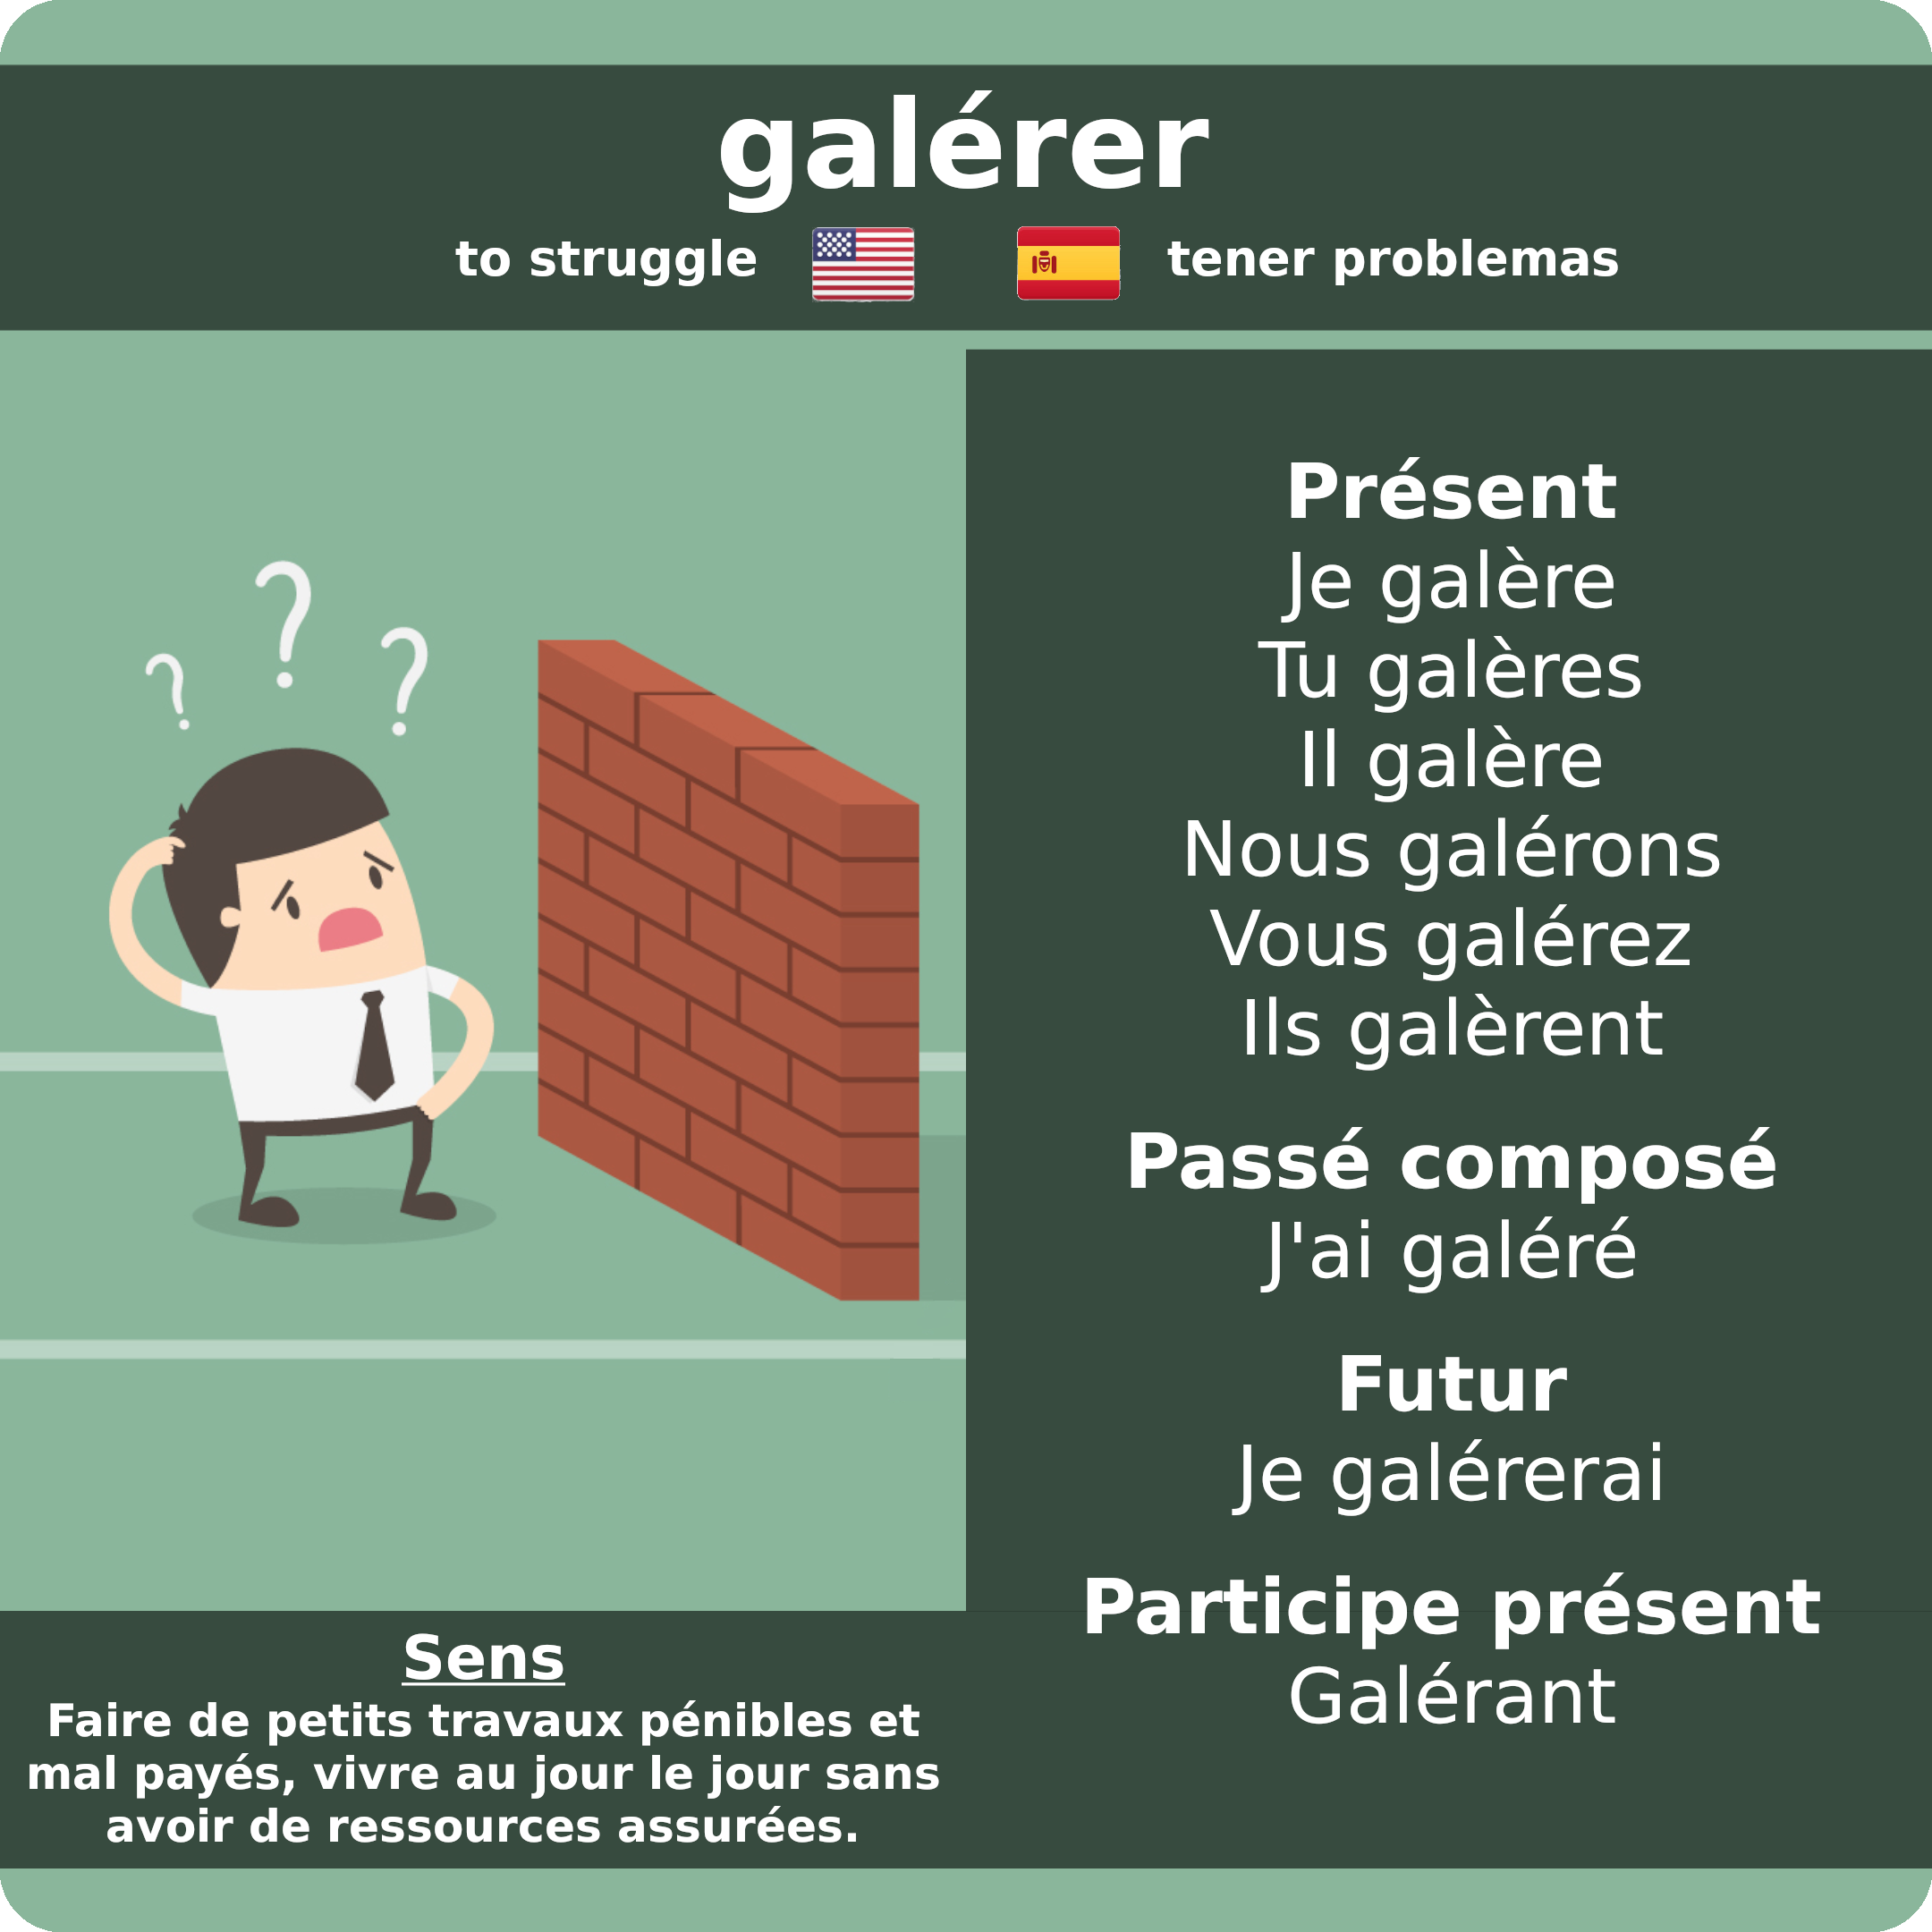 galérer
to struggle
tener problemas
?
?
?
Présent
Je galère
Tu galères
Il galère
Nous galérons
Vous galérez
Ils galèrent
Passé composé
J'ai galéré
Futur
Je galérerai
Participe présent
Galérant
Sens
Faire de petits travaux pénibles et
mal payés, vivre au jour le jour sans
avoir de ressources assurées.